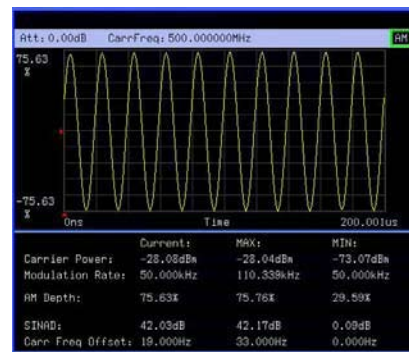 Att: 0.00dB CarrFreq: 500.000000MHz AM
75.63
%
-75.63
%
0ns Time 200.001us
Current: MAX: MIN:
Carrier Power: -28.08dBm -28.04dBm -73.07dBm
Modulation Rate: 50.000kHz 110.339kHz 50.000kHz
AM Depth: 75.63% 75.76% 29.59%
SINAD: 42.03dB 42.17dB 0.09dB
Carr Freq Offset: 19.000Hz 33.000Hz 0.000Hz